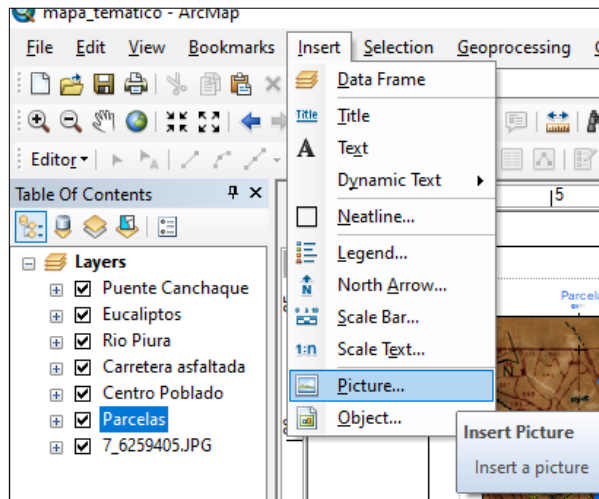 mapa_tematico - ArcMap
File Edit View Bookmarks Insert Selection Geoprocessing
Data Frame
Title Title
A Text
Dynamic Text
Editor
Table Of Contents
5
Neatline...
Layers
Legend...
Puente Canchaque
N North Arrow...
Eucaliptos
Scale Bar...
Rio Piura
1:n Scale Text...
Carretera asfaltada
Picture...
Centro Poblado
Object...
Parcelas
7_6259405.JPG
Insert Picture
Insert a picture
Parcela
N